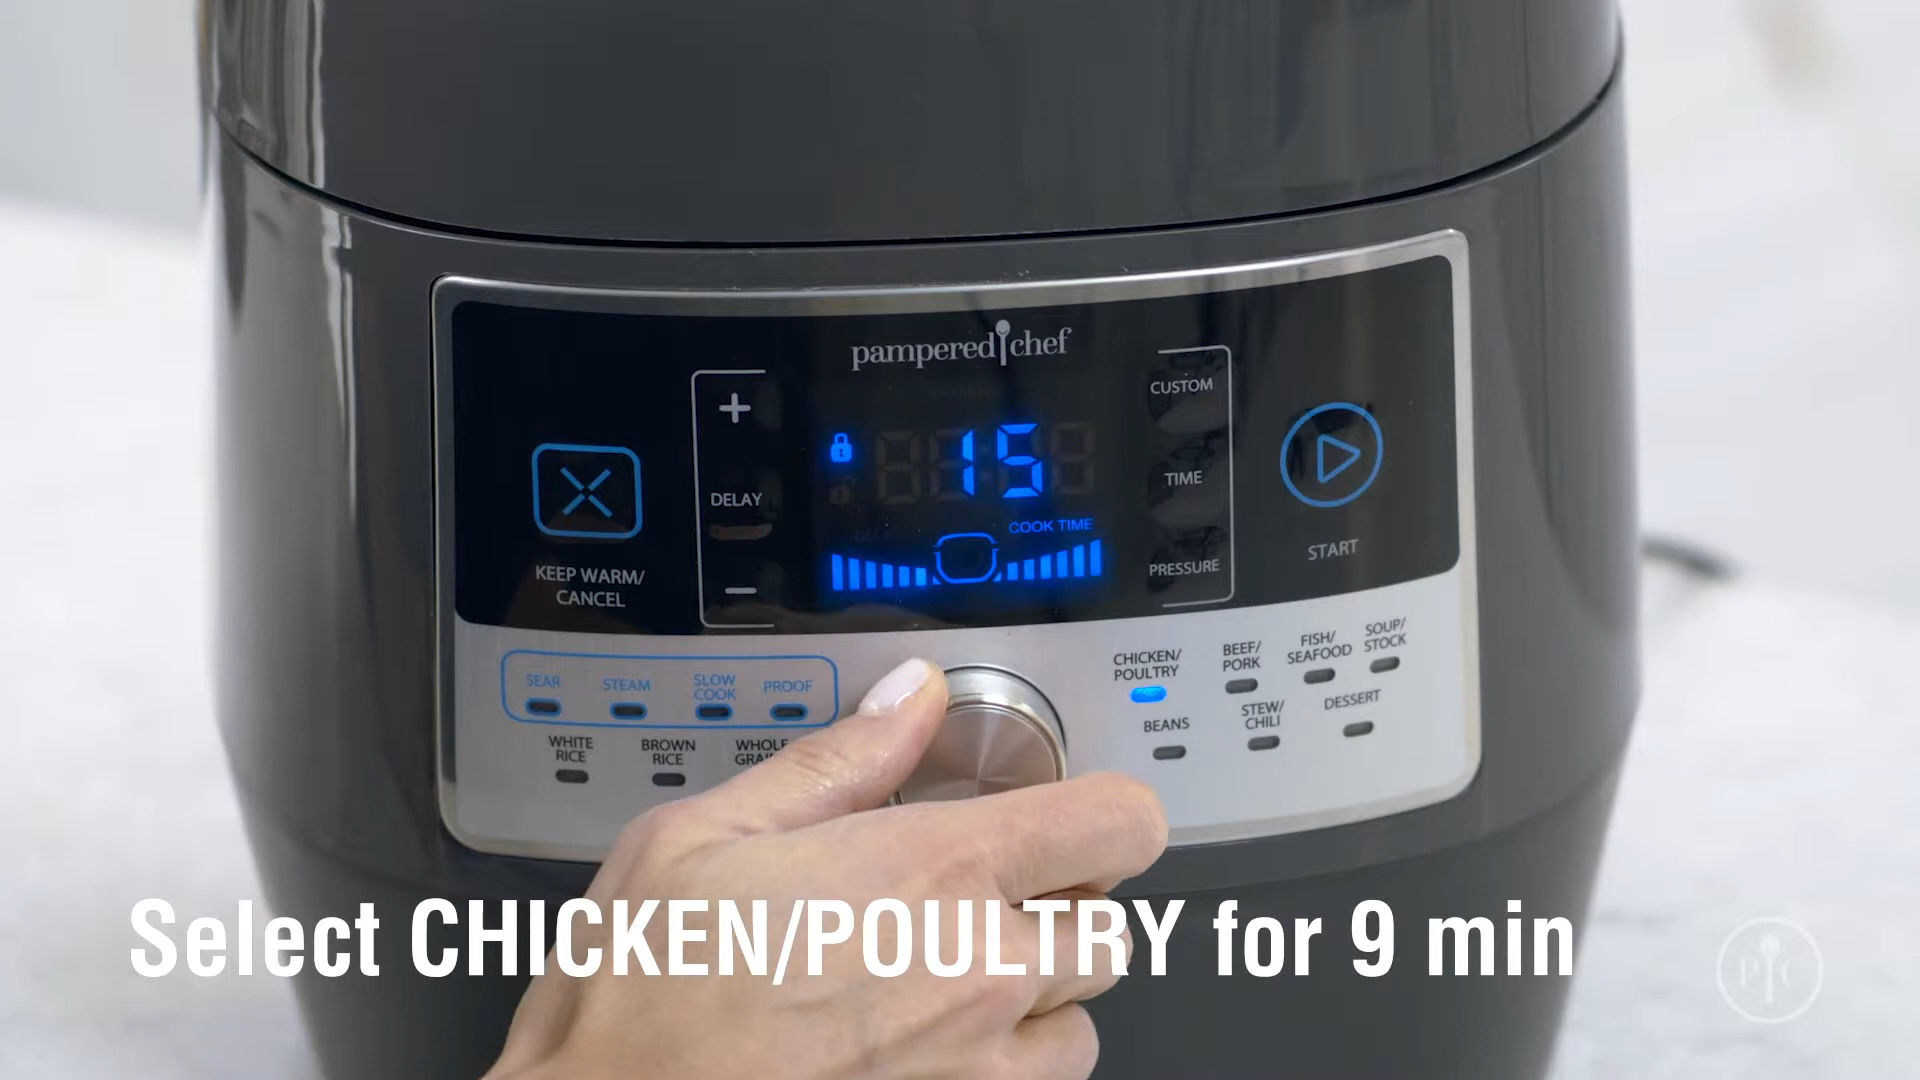 pampered chef
+
DELAY
−
KEEP WARM/
CANCEL
15
COOK TIME
CUSTOM
TIME
PRESSURE
START
SEAR
STEAM
SLOW
COOK
PROOF
WHITE
RICE
BROWN
RICE
WHOLE
CHICKEN/
POULTRY
BEEF/
PORK
FISH/
SEAFOOD
SOUP/
STOCK
BEANS
STEW/
CHILI
DESSERT
Select CHICKEN/POULTRY for 9 min
P C